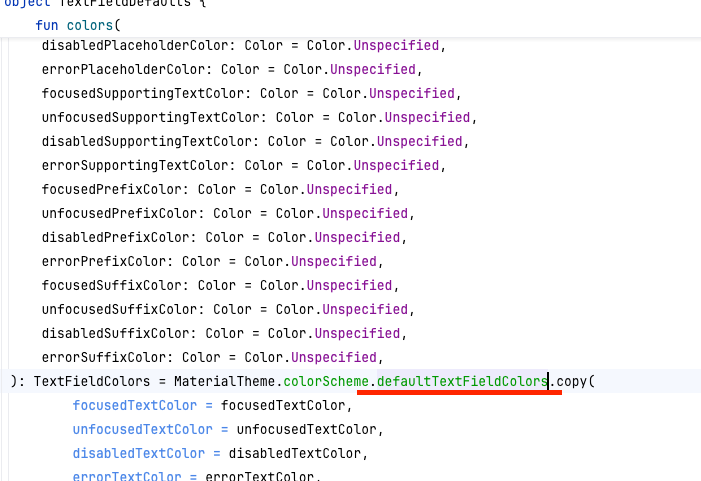 object TextFieldDefaults {
fun colors(
disabledPlaceholderColor: Color = Color.Unspecified,
errorPlaceholderColor: Color = Color.Unspecified,
focusedSupportingTextColor: Color = Color.Unspecified,
unfocusedSupportingTextColor: Color = Color.Unspecified,
disabledSupportingTextColor: Color = Color.Unspecified,
errorSupportingTextColor: Color = Color.Unspecified,
focusedPrefixColor: Color = Color.Unspecified,
unfocusedPrefixColor: Color = Color.Unspecified,
disabledPrefixColor: Color = Color.Unspecified,
errorPrefixColor: Color = Color.Unspecified,
focusedSuffixColor: Color = Color.Unspecified,
unfocusedSuffixColor: Color = Color.Unspecified,
disabledSuffixColor: Color = Color.Unspecified,
errorSuffixColor: Color = Color.Unspecified,
): TextFieldColors = MaterialTheme.colorScheme.defaultTextFieldColors.copy(
focusedTextColor = focusedTextColor,
unfocusedTextColor = unfocusedTextColor,
disabledTextColor = disabledTextColor,
errorTextColor = errorTextColor,